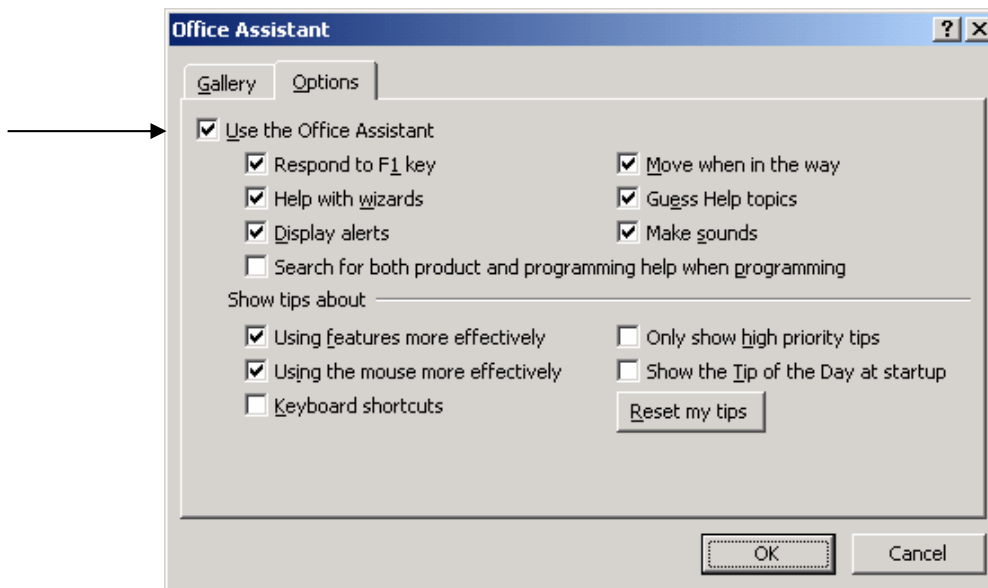 Office Assistant
Gallery Options
Use the Office Assistant
Respond to F1 key Move when in the way
Help with wizards Guess Help topics
Display alerts Make sounds
Search for both product and programming help when programming
Show tips about
Using features more effectively Only show high priority tips
Using the mouse more effectively Show the Tip of the Day at startup
Keyboard shortcuts Reset my tips
OK Cancel